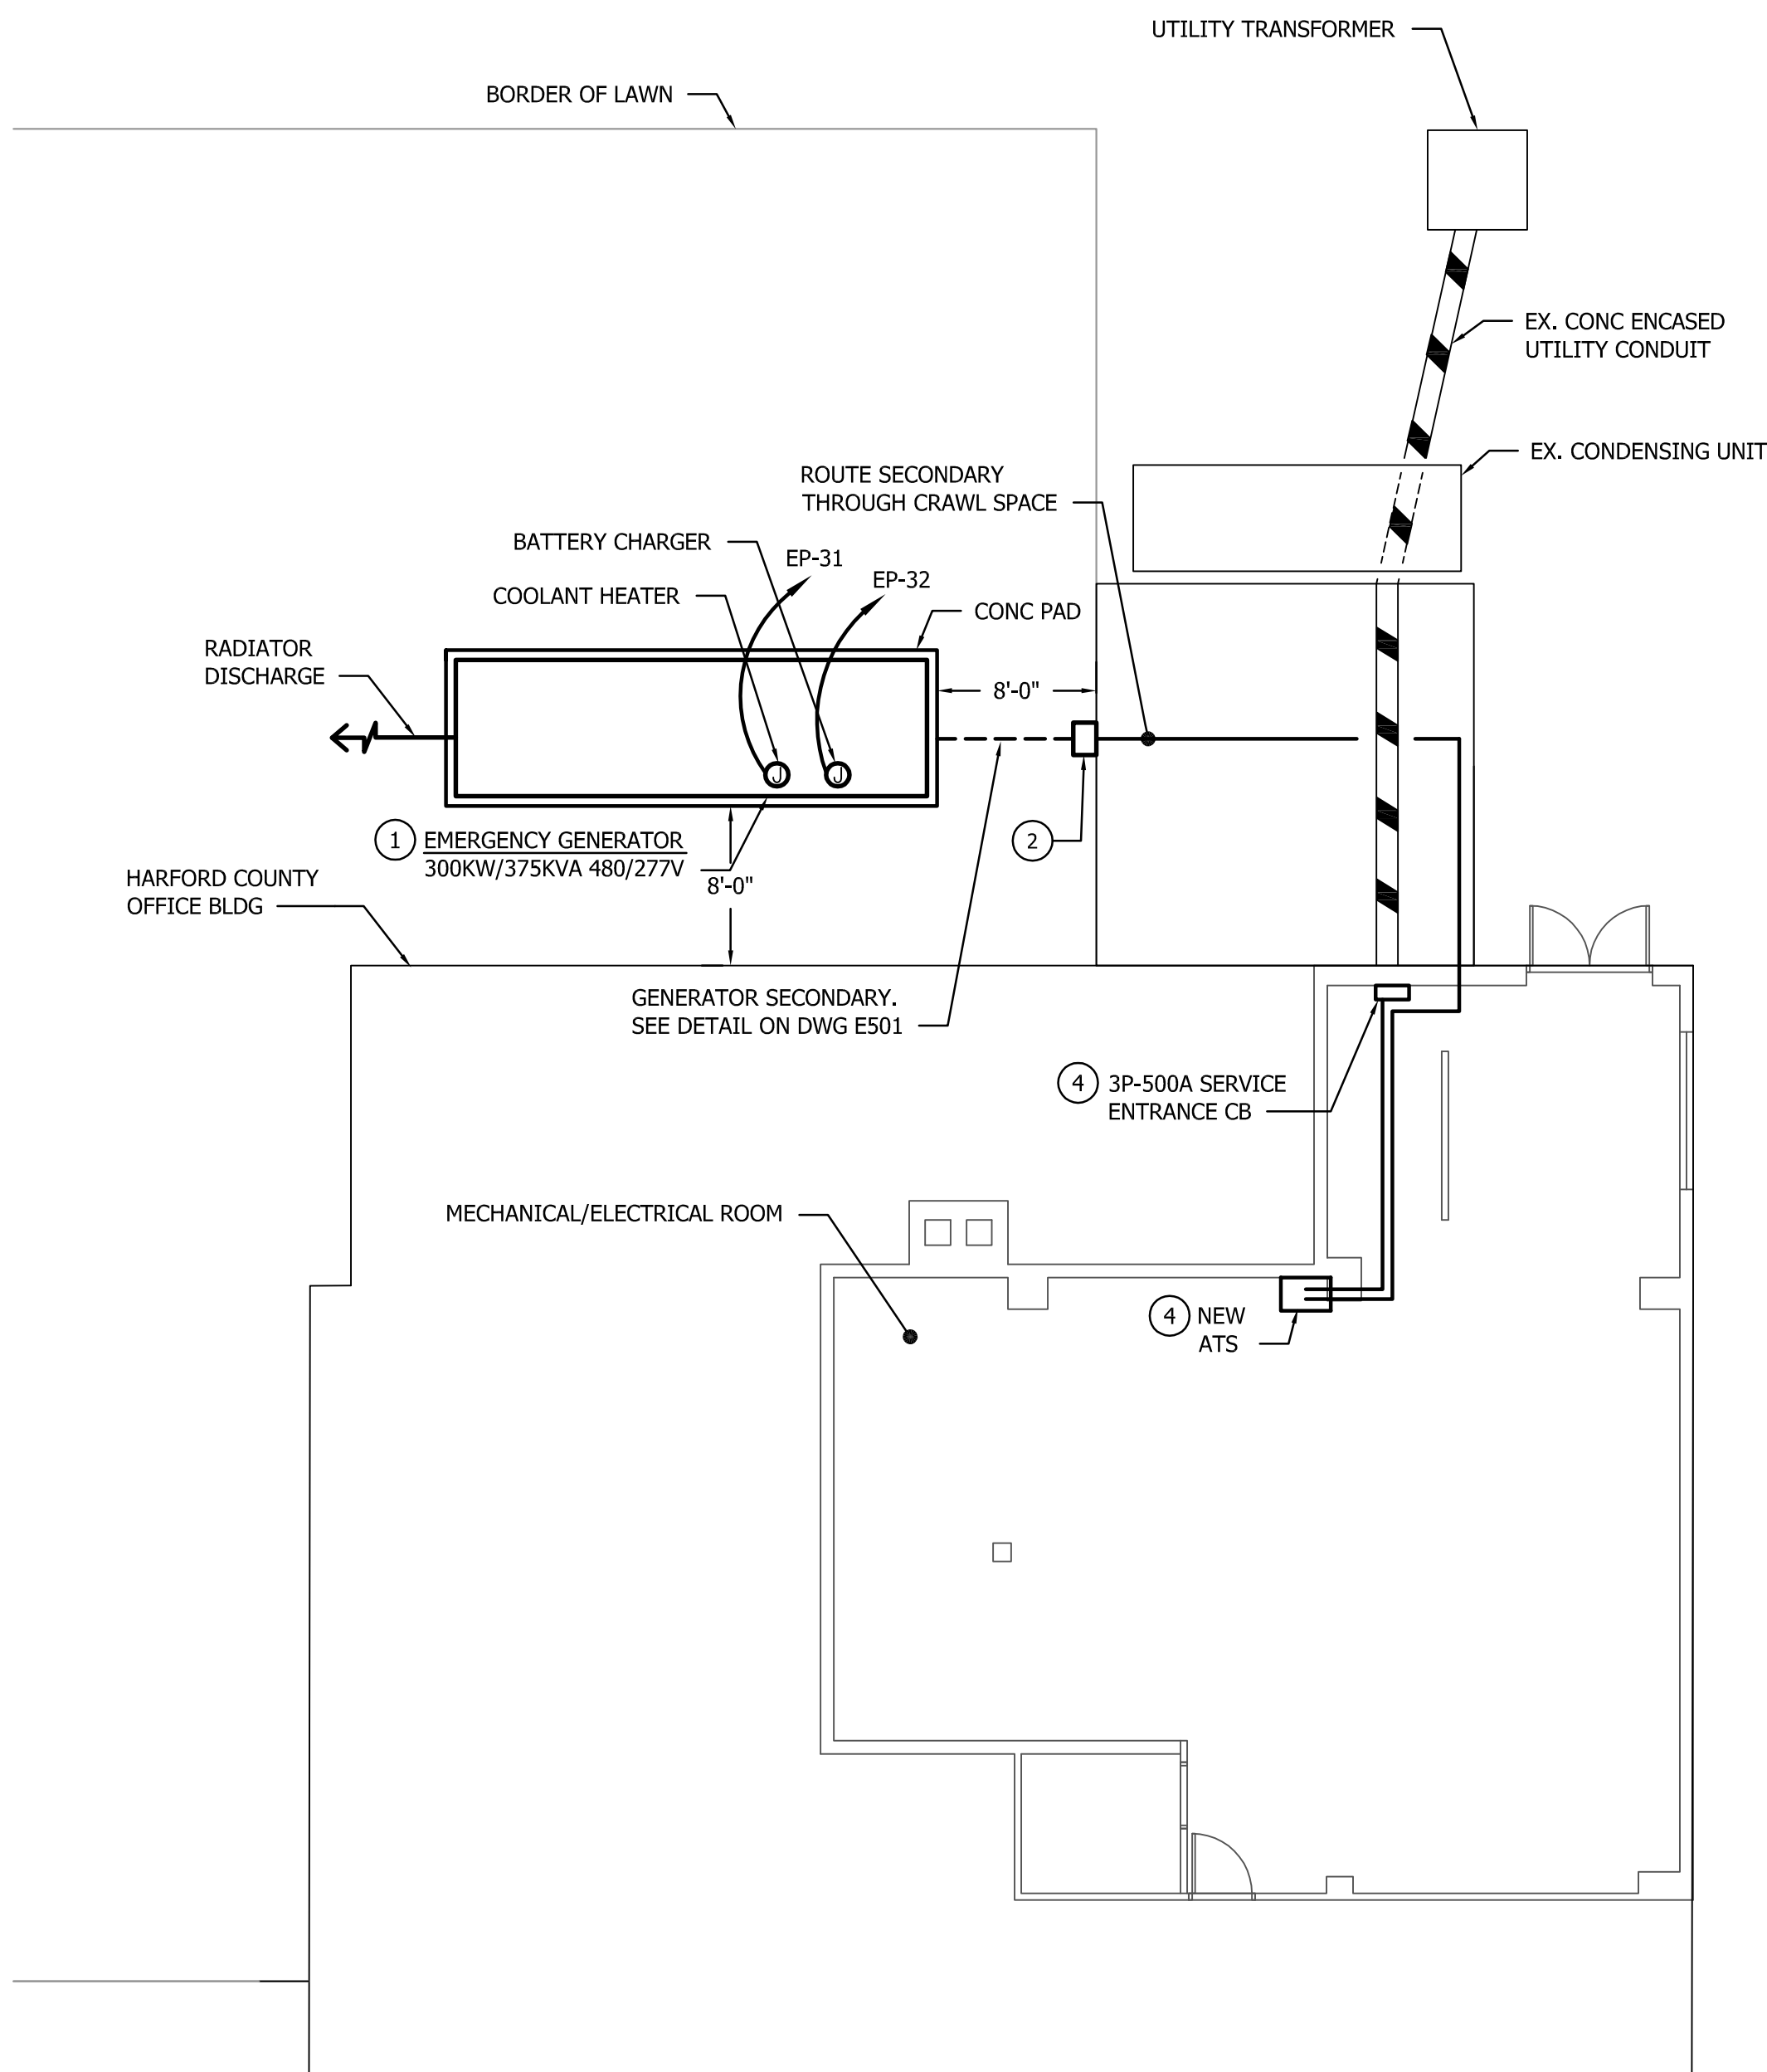 UTILITY TRANSFORMER
BORDER OF LAWN
EX. CONC ENCASED
UTILITY CONDUIT
EX. CONDENSING UNIT
ROUTE SECONDARY
THROUGH CRAWL SPACE
BATTERY CHARGER
EP-31
EP-32
COOLANT HEATER
CONC PAD
RADIATOR
DISCHARGE
8'-0"
J
J
1
EMERGENCY GENERATOR
300KW/375KVA 480/277V
2
8'-0"
HARFORD COUNTY
OFFICE BLDG
GENERATOR SECONDARY.
SEE DETAIL ON DWG E501
4
3P-500A SERVICE
ENTRANCE CB
MECHANICAL/ELECTRICAL ROOM
4
NEW
ATS